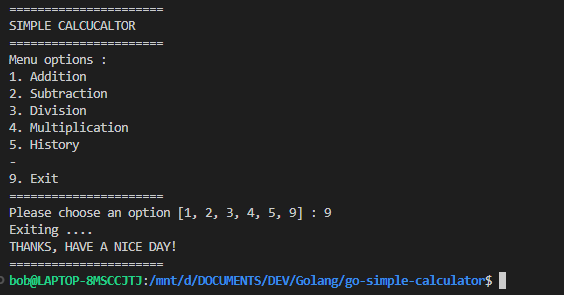 ======================
SIMPLE CALCUCALTOR
======================
Menu options :
1. Addition
2. Subtraction
3. Division
4. Multiplication
5. History
-
9. Exit
======================
Please choose an option [1, 2, 3, 4, 5, 9] : 9
Exiting ....
THANKS, HAVE A NICE DAY!
======================
bob@LAPTOP-8MSCCJTJ:/mnt/d/DOCUMENTS/DEV/Golang/go-simple-calculator$